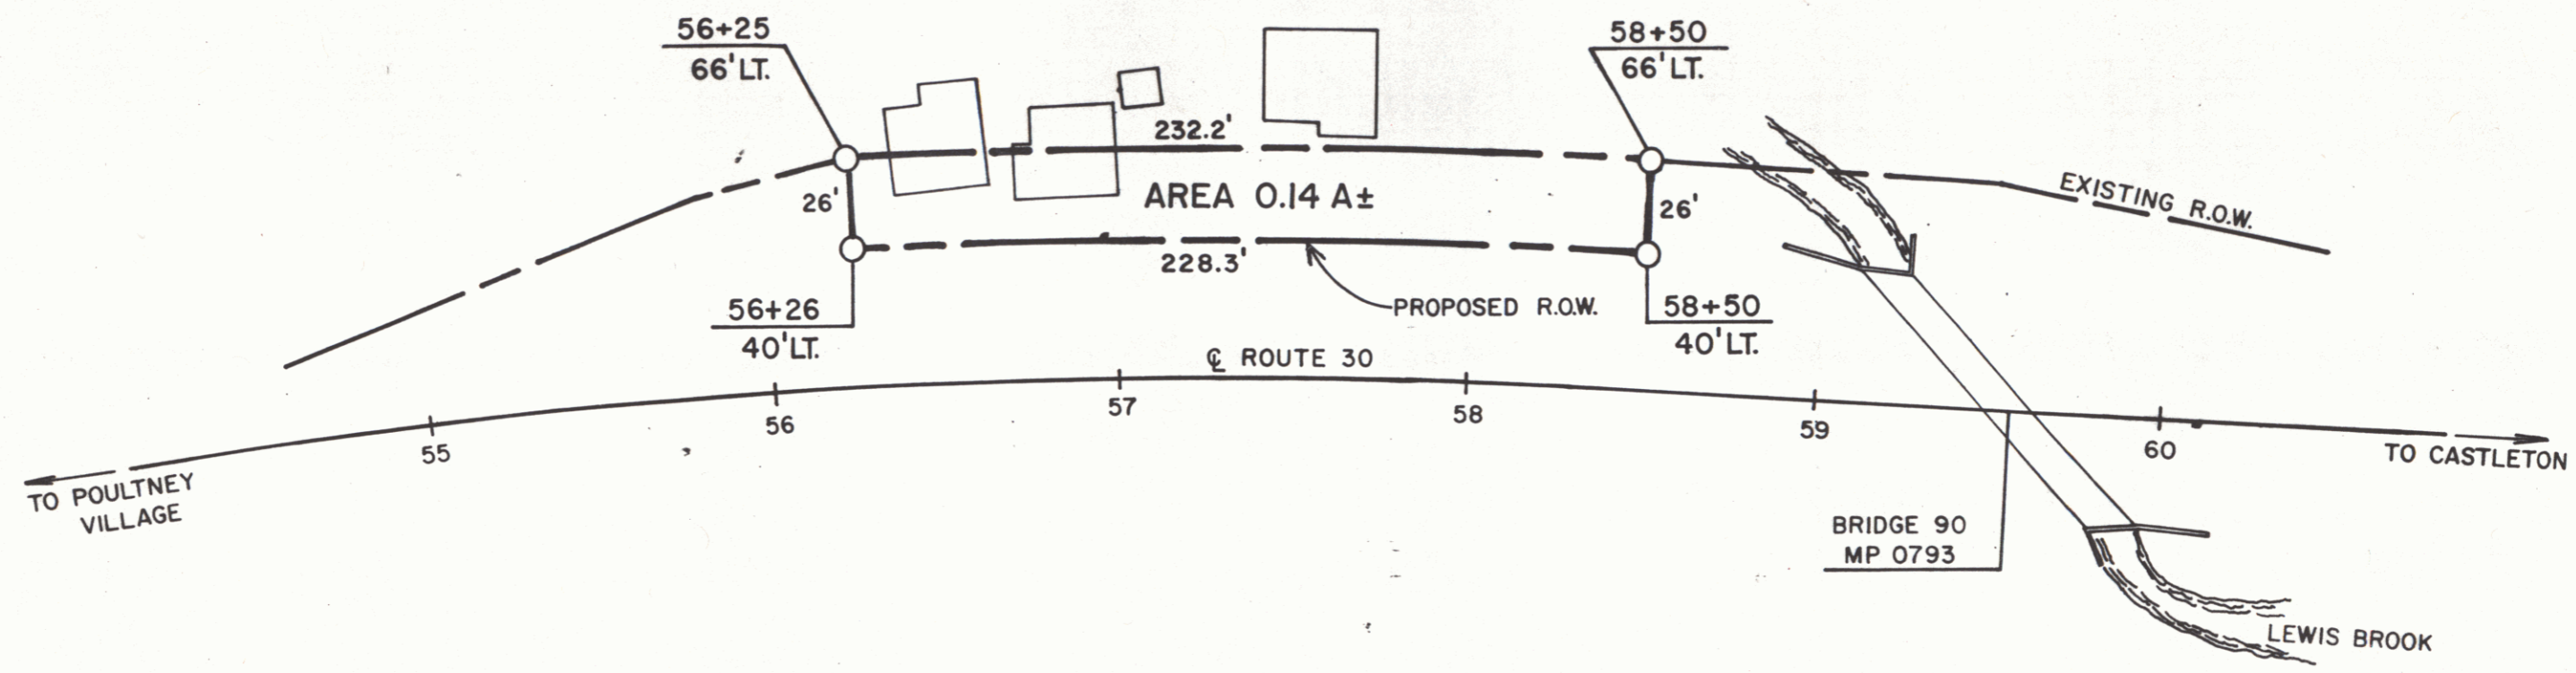 56+25
66'LT.
58+50
66'LT.
232.2'
26'
AREA 0.14 A±
26'
EXISTING R.O.W.
228.3'
PROPOSED R.O.W.
56+26
40'LT.
58+50
40'LT.
℄ ROUTE 30
55
56
57
58
59
60
TO POULTNEY
VILLAGE
TO CASTLETON
BRIDGE 90
MP 0793
LEWIS BROOK